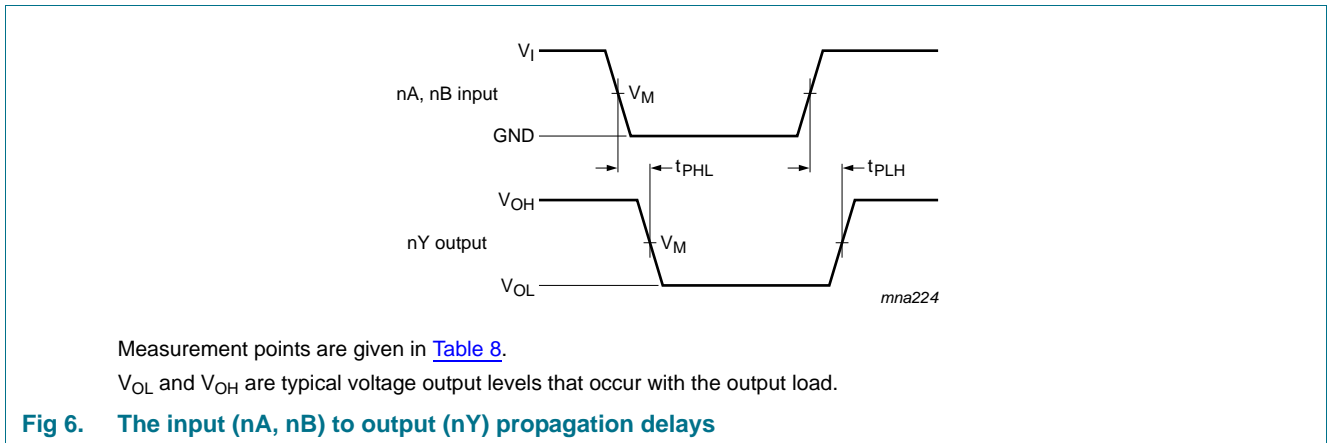 VI
nA, nB input
VM
GND
tPHL
tPLH
VOH
nY output
VM
VOL
mna224
Measurement points are given in Table 8.
VOL and VOH are typical voltage output levels that occur with the output load.
Fig 6. The input (nA, nB) to output (nY) propagation delays